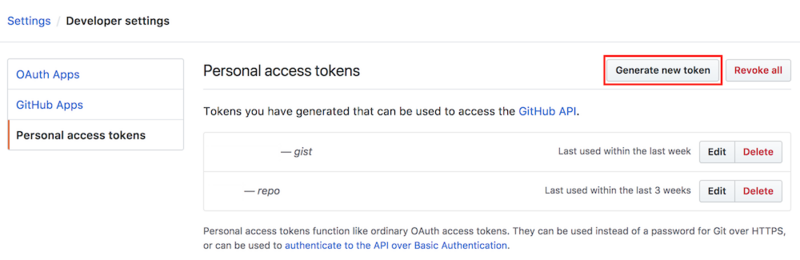 Settings / Developer settings
OAuth Apps
GitHub Apps
Personal access tokens
Personal access tokens
Generate new token
Revoke all
Tokens you have generated that can be used to access the GitHub API.
— gist
Last used within the last week
Edit
Delete
— repo
Last used within the last 3 weeks
Edit
Delete
Personal access tokens function like ordinary OAuth access tokens. They can be used instead of a password for Git over HTTPS,
or can be used to authenticate to the API over Basic Authentication.